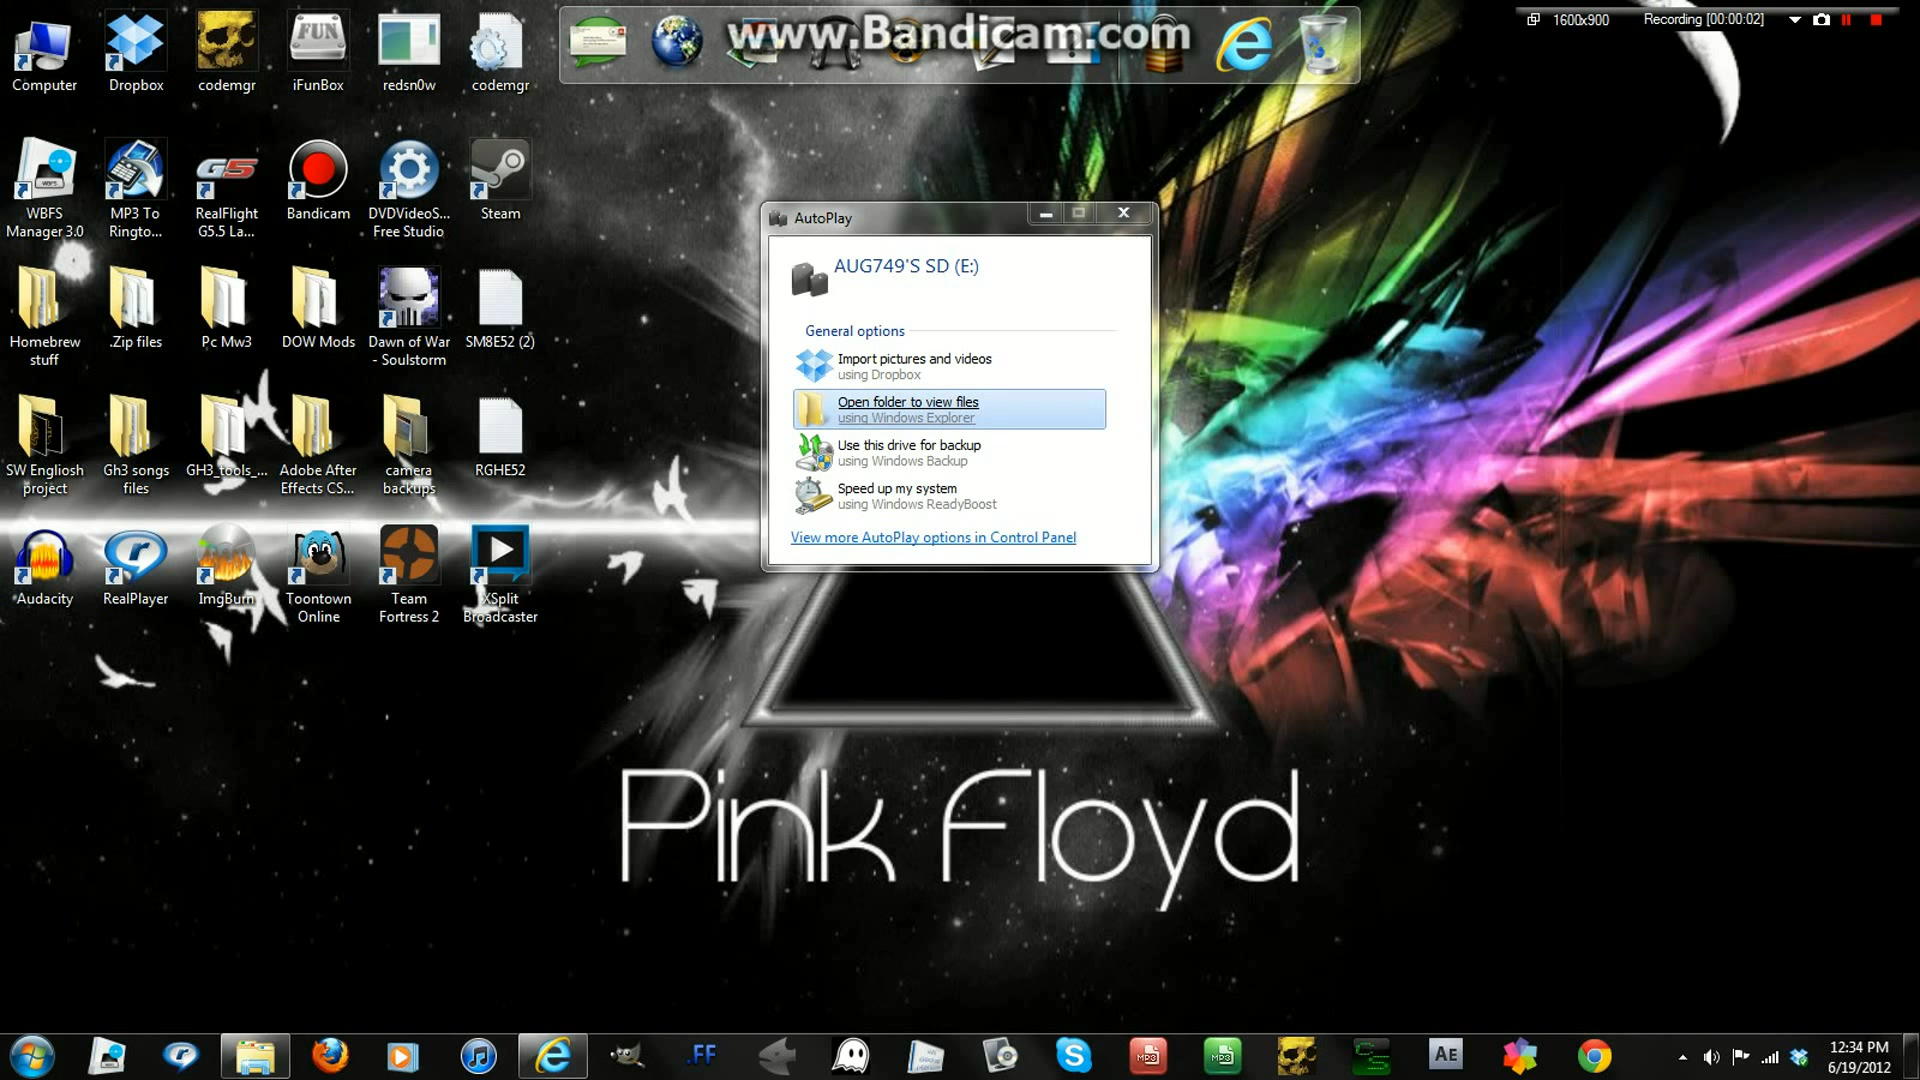 www.Bandicam.com
1600x900 Recording [00:00:02]
Computer
Dropbox
codemgr
iFunBox
redsn0w
codemgr
WBFS
Manager 3.0
MP3 To
Ringto...
RealFlight
G5.5 La...
Bandicam
DVDVideoS...
Free Studio
Steam
Homebrew
stuff
.Zip files
Pc Mw3
DOW Mods
Dawn of War
- Soulstorm
SM8E52 (2)
SW Engliosh
project
Gh3 songs
files
GH3_tools_...
Adobe After
Effects CS...
camera
backups
RGHE52
Audacity
RealPlayer
ImgBurn
Toontown
Online
Team
Fortress 2
XSplit
Broadcaster
AutoPlay
AUG749'S SD (E:)
General options
Import pictures and videos
using Dropbox
Open folder to view files
using Windows Explorer
Use this drive for backup
using Windows Backup
Speed up my system
using Windows ReadyBoost
View more AutoPlay options in Control Panel
Pink Floyd
FUN
G5
.FF
MP3
MP3
AE
12:34 PM
6/19/2012